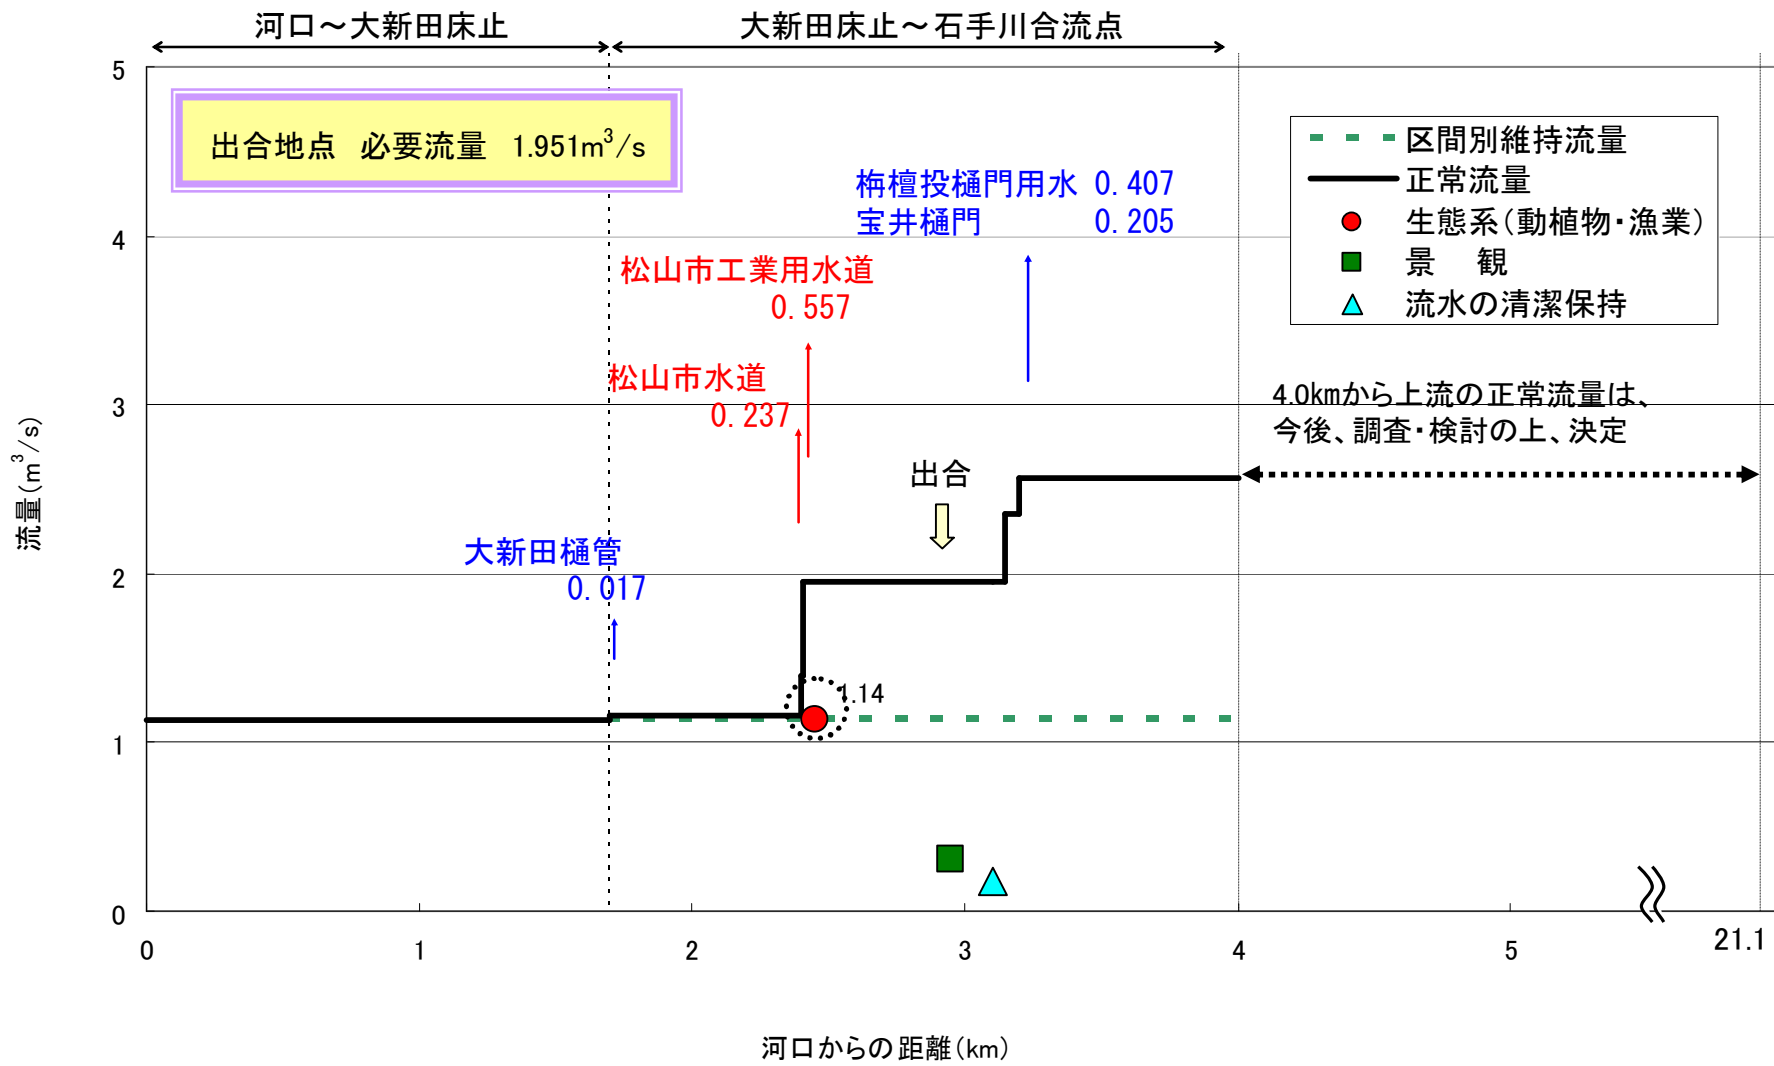 河口～大新田床止
大新田床止～石手川合流点
出合地点 必要流量 1.951m³/s
区間別維持流量
正常流量
生態系(動植物・漁業)
景 観
流水の清潔保持
栴檀投樋門用水 0.407
宝井樋門 0.205
松山市工業用水道
0.557
松山市水道
0.237
4.0kmから上流の正常流量は、
今後、調査・検討の上、決定
出合
大新田樋管
0.017
1.14
流量(m³/s)
5
4
3
2
1
0
0 1 2 3 4 5 21.1
河口からの距離(km)